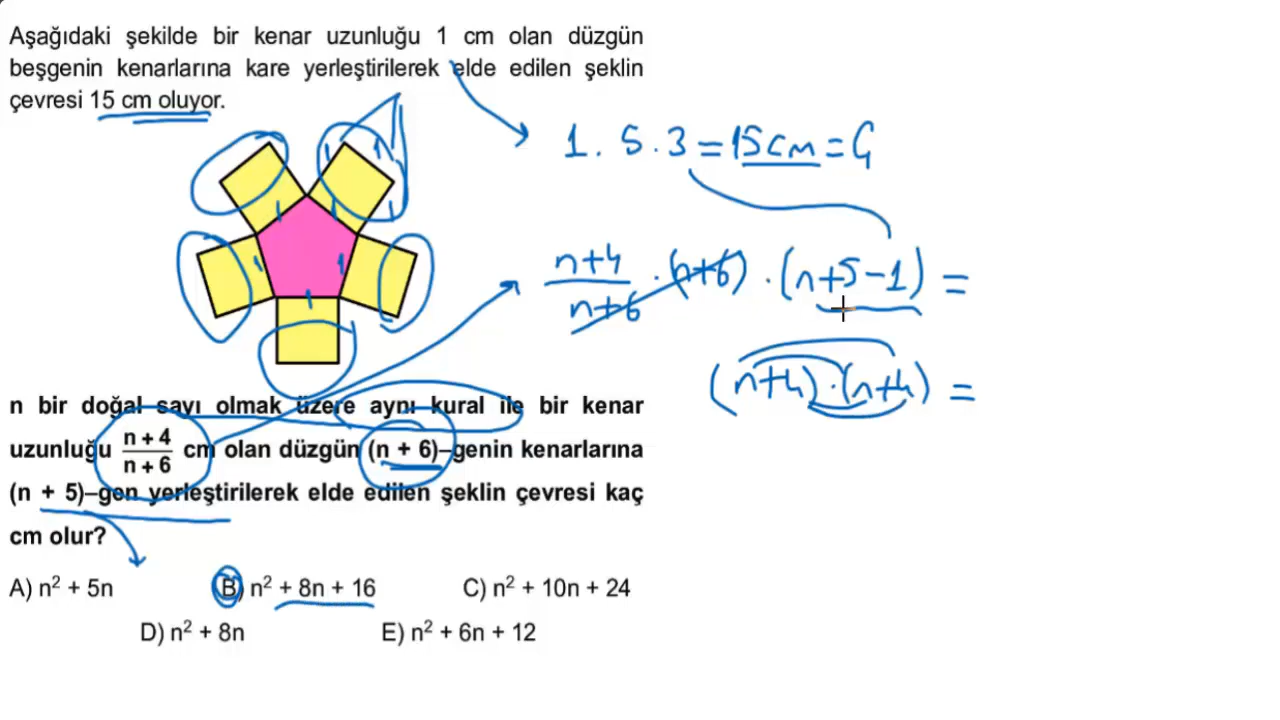 Aşağıdaki şekilde bir kenar uzunluğu 1 cm olan düzgün
beşgenin kenarlarına kare yerleştirilerek elde edilen şeklin
çevresi 15 cm oluyor.
1 . 5 . 3 = 15 cm = Ç
1 1
1 1
1 1
1
(n+4)/(n+6) . (n+6) . (n+5-1) =
(n+4) . (n+4) =
n bir doğal sayı olmak üzere aynı kural ile bir kenar
uzunluğu (n + 4)/(n + 6) cm olan düzgün (n + 6)–genin kenarlarına
(n + 5)–gen yerleştirilerek elde edilen şeklin çevresi kaç
cm olur?
A) n² + 5n B) n² + 8n + 16 C) n² + 10n + 24
D) n² + 8n E) n² + 6n + 12